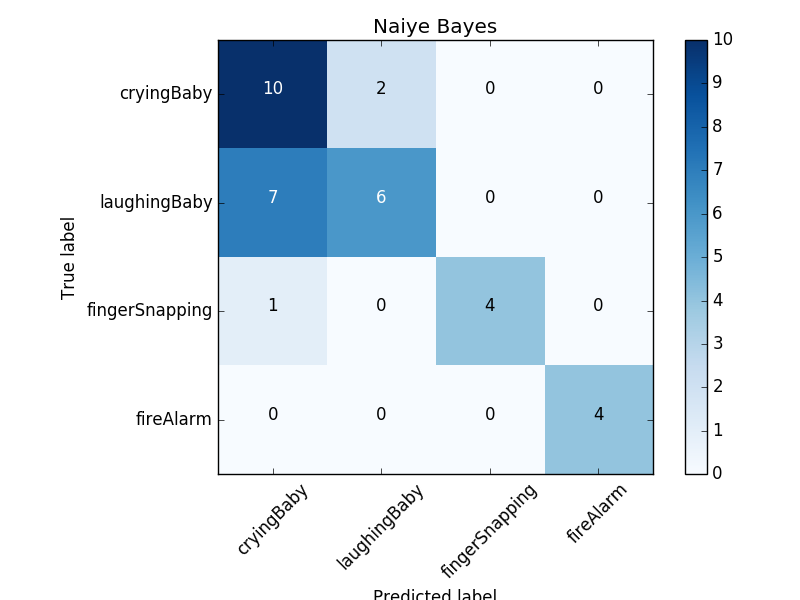 Naiye Bayes
cryingBaby 10 2 0 0
laughingBaby 7 6 0 0
fingerSnapping 1 0 4 0
fireAlarm 0 0 0 4
True label
cryingBaby laughingBaby fingerSnapping fireAlarm
Predicted label
10
9
8
7
6
5
4
3
2
1
0